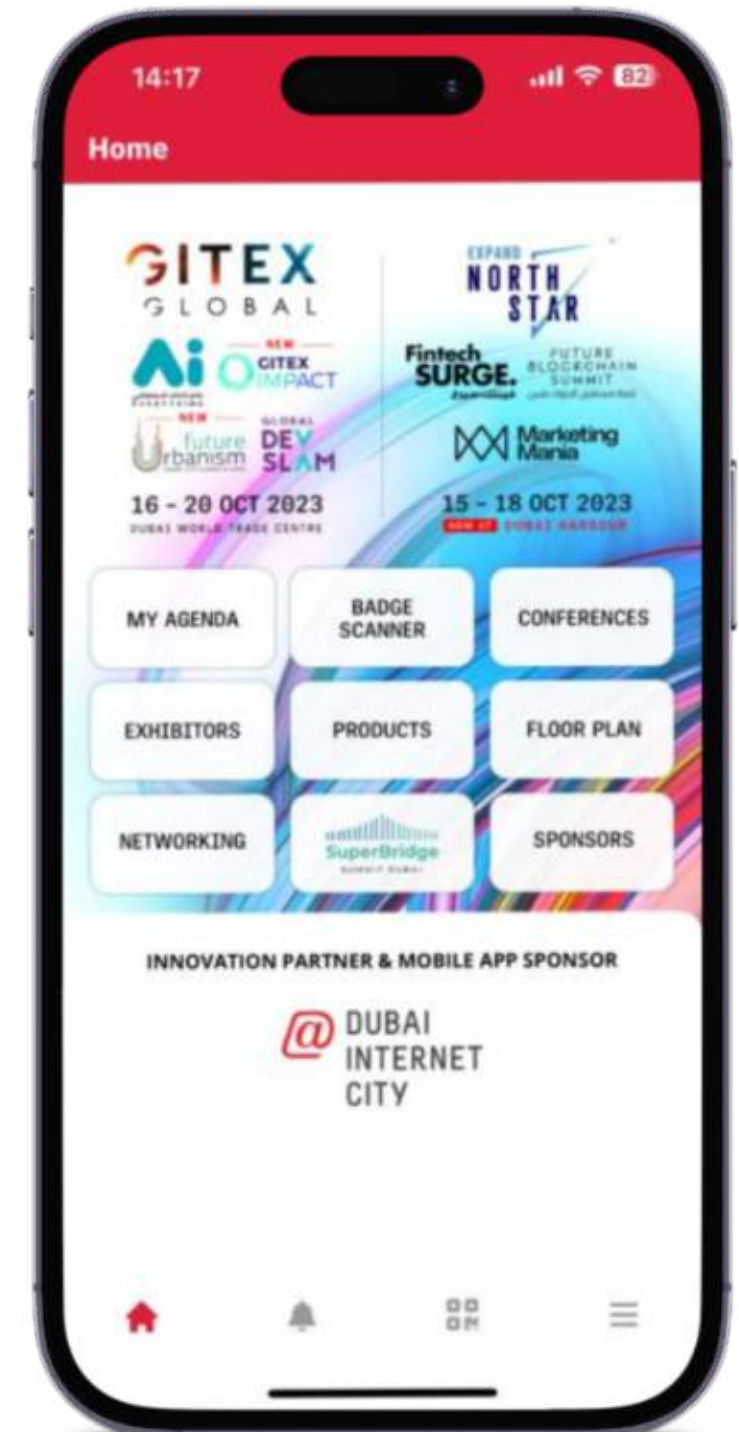 14:17
82
Home
GITEX
GLOBAL
Ai
EVERYTHING
NEW
GITEX
IMPACT
NEW
future
Urbanism
GLOBAL
DEV
SLAM
16 - 20 OCT 2023
DUBAI WORLD TRADE CENTRE
EXPAND
NORTH
STAR
Fintech
SURGE.
FUTURE
BLOCKCHAIN
SUMMIT
Marketing
Mania
15 - 18 OCT 2023
NOW AT DUBAI HARBOUR
MY AGENDA
BADGE
SCANNER
CONFERENCES
EXHIBITORS
PRODUCTS
FLOOR PLAN
NETWORKING
SuperBridge
SUMMIT DUBAI
SPONSORS
INNOVATION PARTNER & MOBILE APP SPONSOR
@ DUBAI
INTERNET
CITY